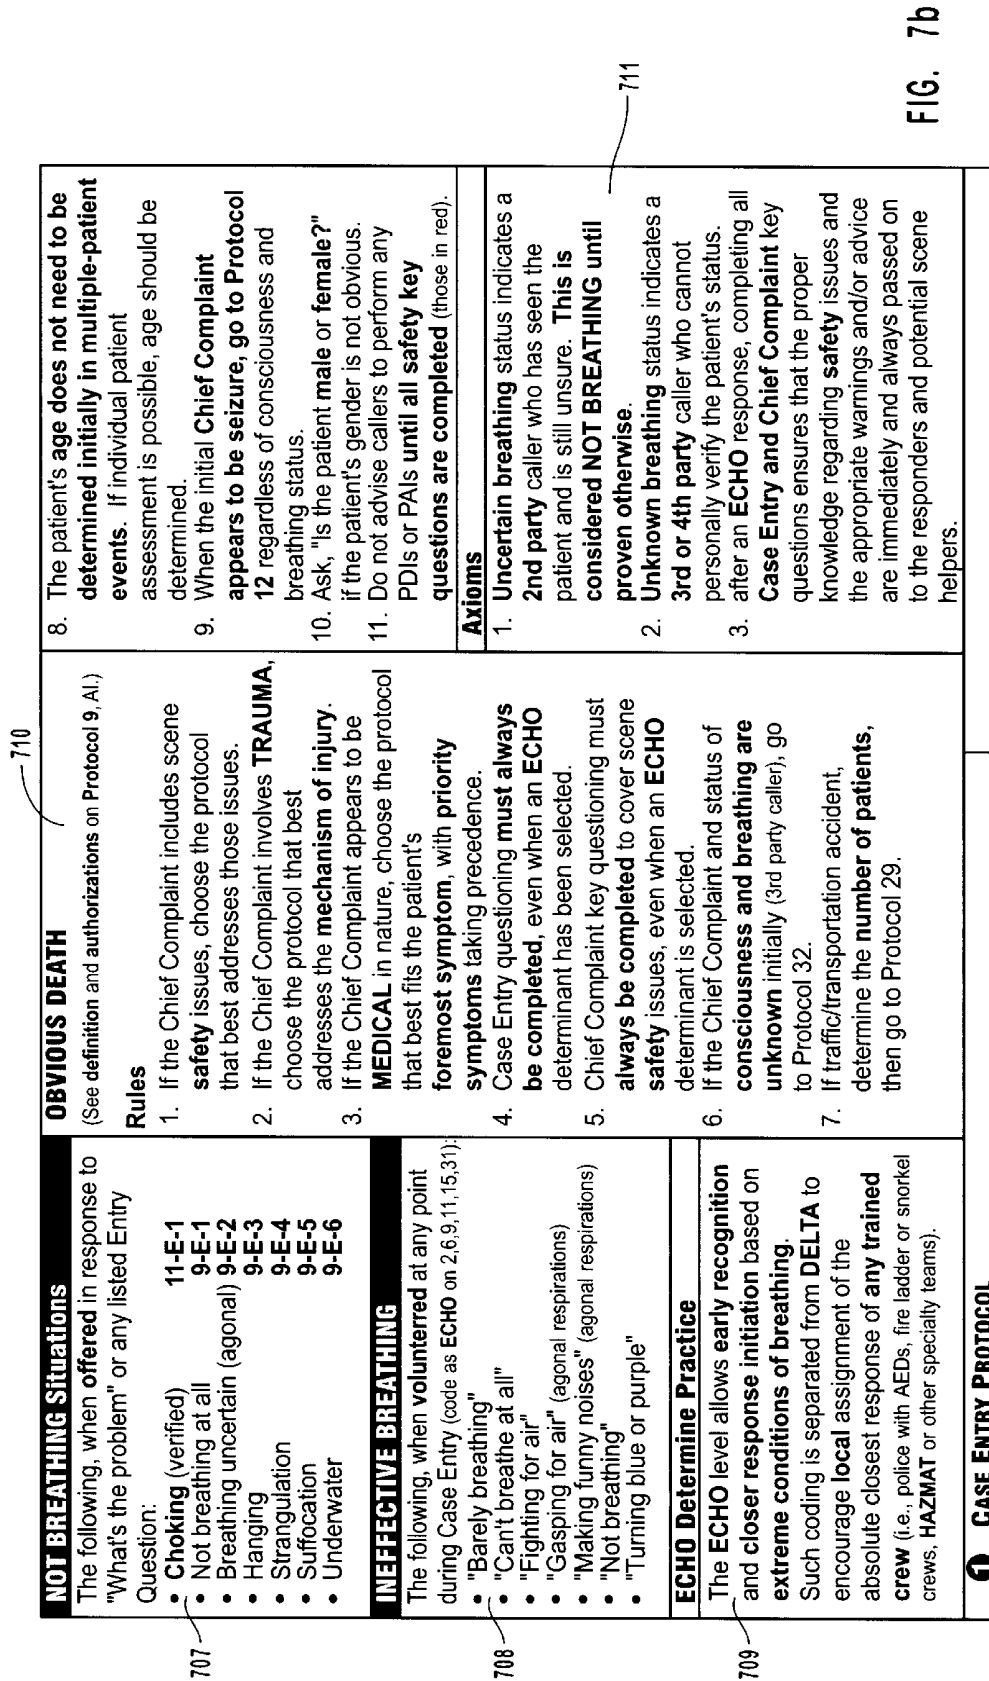 NOT BREATHING Situations
The following, when offered in response to
"What's the problem" or any listed Entry
Question:
• Choking (verified) 11-E-1
• Not breathing at all 9-E-1
• Breathing uncertain (agonal) 9-E-2
• Hanging 9-E-3
• Strangulation 9-E-4
• Suffocation 9-E-5
• Underwater 9-E-6
707
INEFFECTIVE BREATHING
The following, when volunterred at any point
during Case Entry (code as ECHO on 2,6,9,11,15,31):
• "Barely breathing"
• "Can't breathe at all"
• "Fighting for air"
• "Gasping for air" (agonal respirations)
• "Making funny noises" (agonal respirations)
• "Not breathing"
• "Turning blue or purple"
708
ECHO Determine Practice
The ECHO level allows early recognition
and closer response initiation based on
extreme conditions of breathing.
Such coding is separated from DELTA to
encourage local assignment of the
absolute closest response of any trained
crew (i.e., police with AEDs, fire ladder or snorkel
crews, HAZMAT or other specialty teams).
709
710
OBVIOUS DEATH
(See definition and authorizations on Protocol 9, AI.)
Rules
1. If the Chief Complaint includes scene
safety issues, choose the protocol
that best addresses those issues.
2. If the Chief Complaint involves TRAUMA,
choose the protocol that best
addresses the mechanism of injury.
3. If the Chief Complaint appears to be
MEDICAL in nature, choose the protocol
that best fits the patient's
foremost symptom, with priority
symptoms taking precedence.
4. Case Entry questioning must always
be completed, even when an ECHO
determinant has been selected.
5. Chief Complaint key questioning must
always be completed to cover scene
safety issues, even when an ECHO
determinant is selected.
6. If the Chief Complaint and status of
consciousness and breathing are
unknown initially (3rd party caller), go
to Protocol 32.
7. If traffic/transportation accident,
determine the number of patients,
then go to Protocol 29.
8. The patient's age does not need to be
determined initially in multiple-patient
events. If individual patient
assessment is possible, age should be
determined.
9. When the initial Chief Complaint
appears to be seizure, go to Protocol
12 regardless of consciousness and
breathing status.
10. Ask, "Is the patient male or female?"
if the patient's gender is not obvious.
11. Do not advise callers to perform any
PDIs or PAIs until all safety key
questions are completed (those in red).
Axioms
1. Uncertain breathing status indicates a
2nd party caller who has seen the
patient and is still unsure. This is
considered NOT BREATHING until
proven otherwise.
2. Unknown breathing status indicates a
3rd or 4th party caller who cannot
personally verify the patient's status.
3. after an ECHO response, completing all
Case Entry and Chief Complaint key
questions ensures that the proper
knowledge regarding safety issues and
the appropriate warnings and/or advice
are immediately and always passed on
to the responders and potential scene
helpers.
711
1 CASE ENTRY PROTOCOL
FIG. 7b